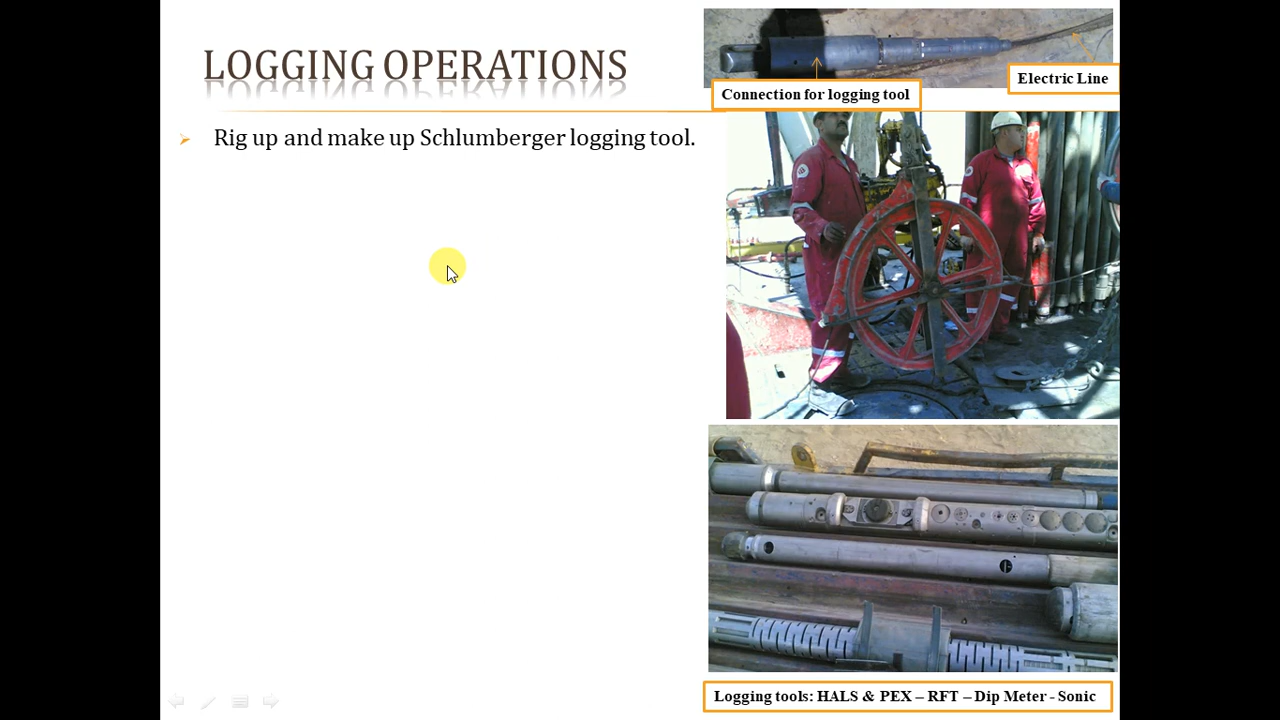 LOGGING OPERATIONS
Connection for logging tool
Electric Line
Rig up and make up Schlumberger logging tool.
Logging tools: HALS & PEX – RFT – Dip Meter - Sonic